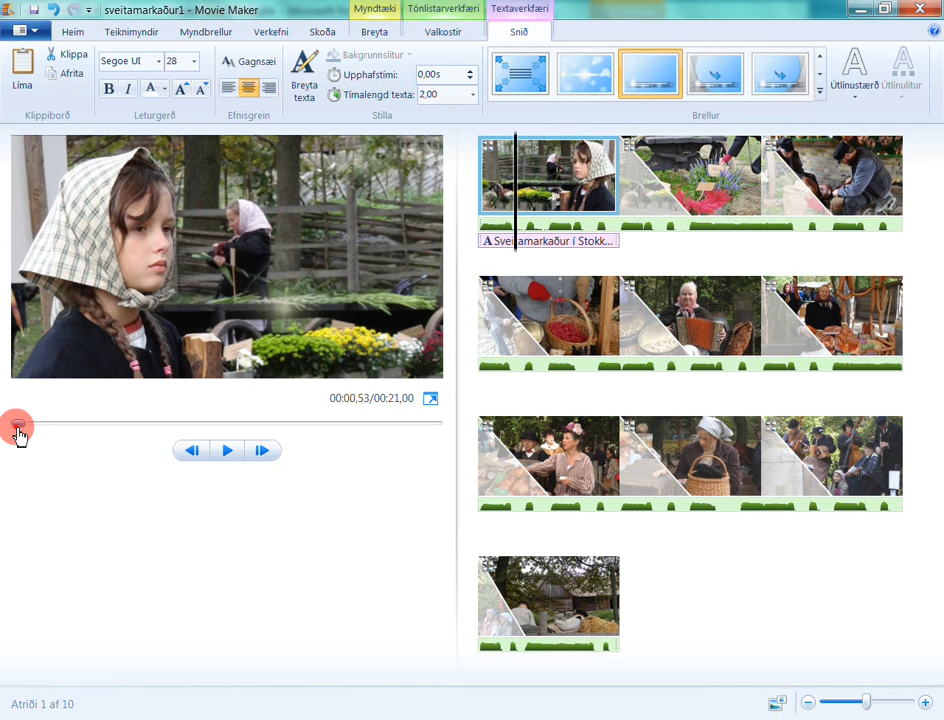 sveitamarkaður1 - Movie Maker
Myndtæki Tónlistarverkfæri Textaverkfæri
Heim Teiknimyndir Myndbrellur Verkefni Skoða Breyta Valkostir Snið
Líma
Klippa
Afrita
Klippiborð
Segoe UI 28
B I A A A
Leturgerð
Gagnsæi
Efnisgrein
Breyta texta
Bakgrunnslitur
Upphafstími: 0,00s
Tímalengd texta: 2,00
Stilla
Brellur
Útlínustærð
Útlínulitur
A Sveitamarkaður í Stokk...
00:00,53/00:21,00
Atriði 1 af 10